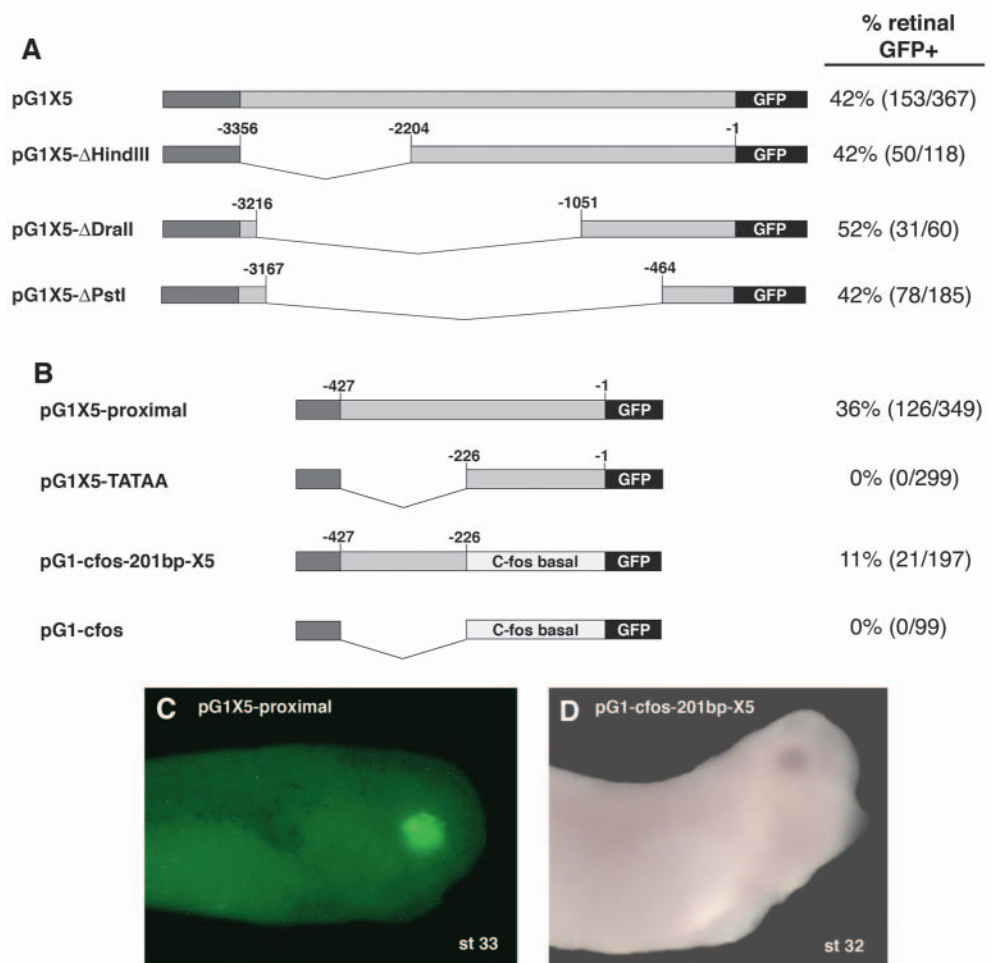 % retinal
GFP+
A
pG1X5 GFP 42% (153/367)
-3356 -2204 -1
pG1X5-ΔHindIII GFP 42% (50/118)
-3216 -1051
pG1X5-ΔDraII GFP 52% (31/60)
-3167 -464
pG1X5-ΔPstI GFP 42% (78/185)
B
-427 -1
pG1X5-proximal GFP 36% (126/349)
-226 -1
pG1X5-TATAA GFP 0% (0/299)
-427 -226
pG1-cfos-201bp-X5 C-fos basal GFP 11% (21/197)
pG1-cfos C-fos basal GFP 0% (0/99)
C pG1X5-proximal
st 33
D pG1-cfos-201bp-X5
st 32